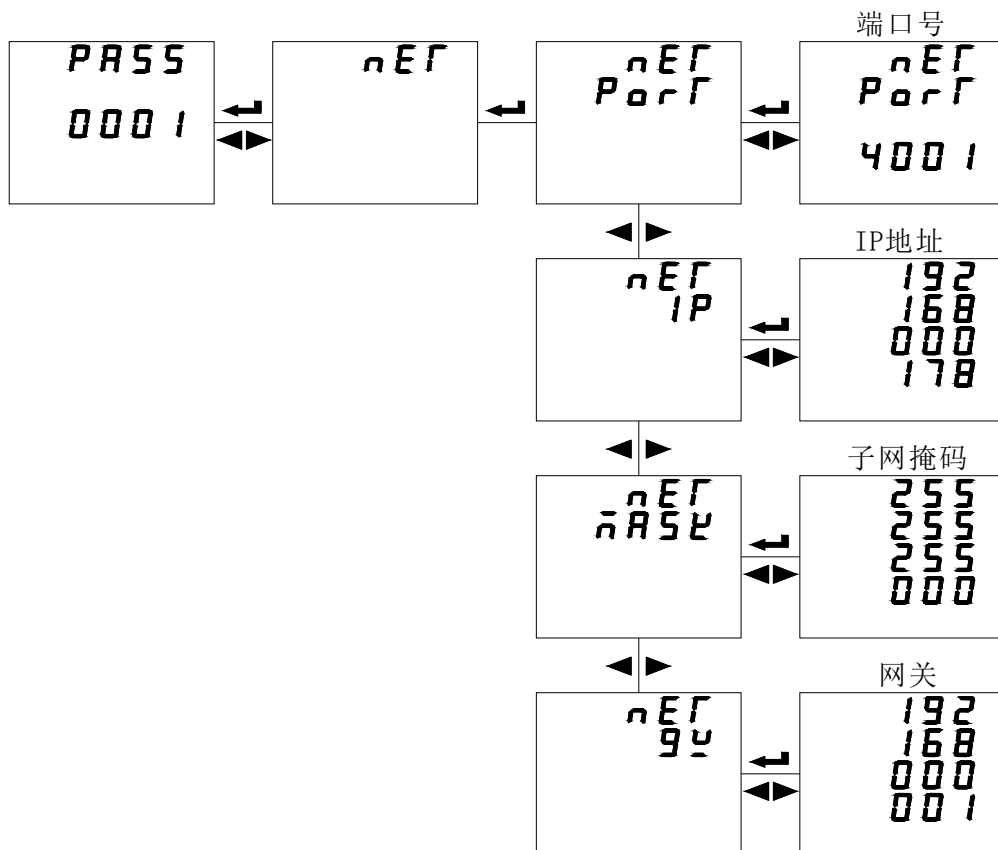 PASS
0001
nET
nET
PorT
端口号
nET
PorT
4001
nET
IP
IP地址
192
168
000
178
nET
MASK
子网掩码
255
255
255
000
nET
gw
网关
192
168
000
001